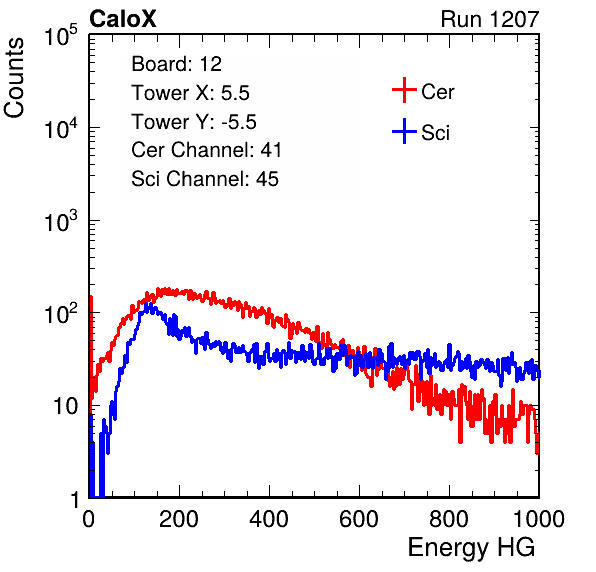 CaloX Run 1207
Counts
10^5
10^4
10^3
10^2
10
1
Board: 12
Tower X: 5.5
Tower Y: -5.5
Cer Channel: 41
Sci Channel: 45
Cer
Sci
0 200 400 600 800 1000
Energy HG